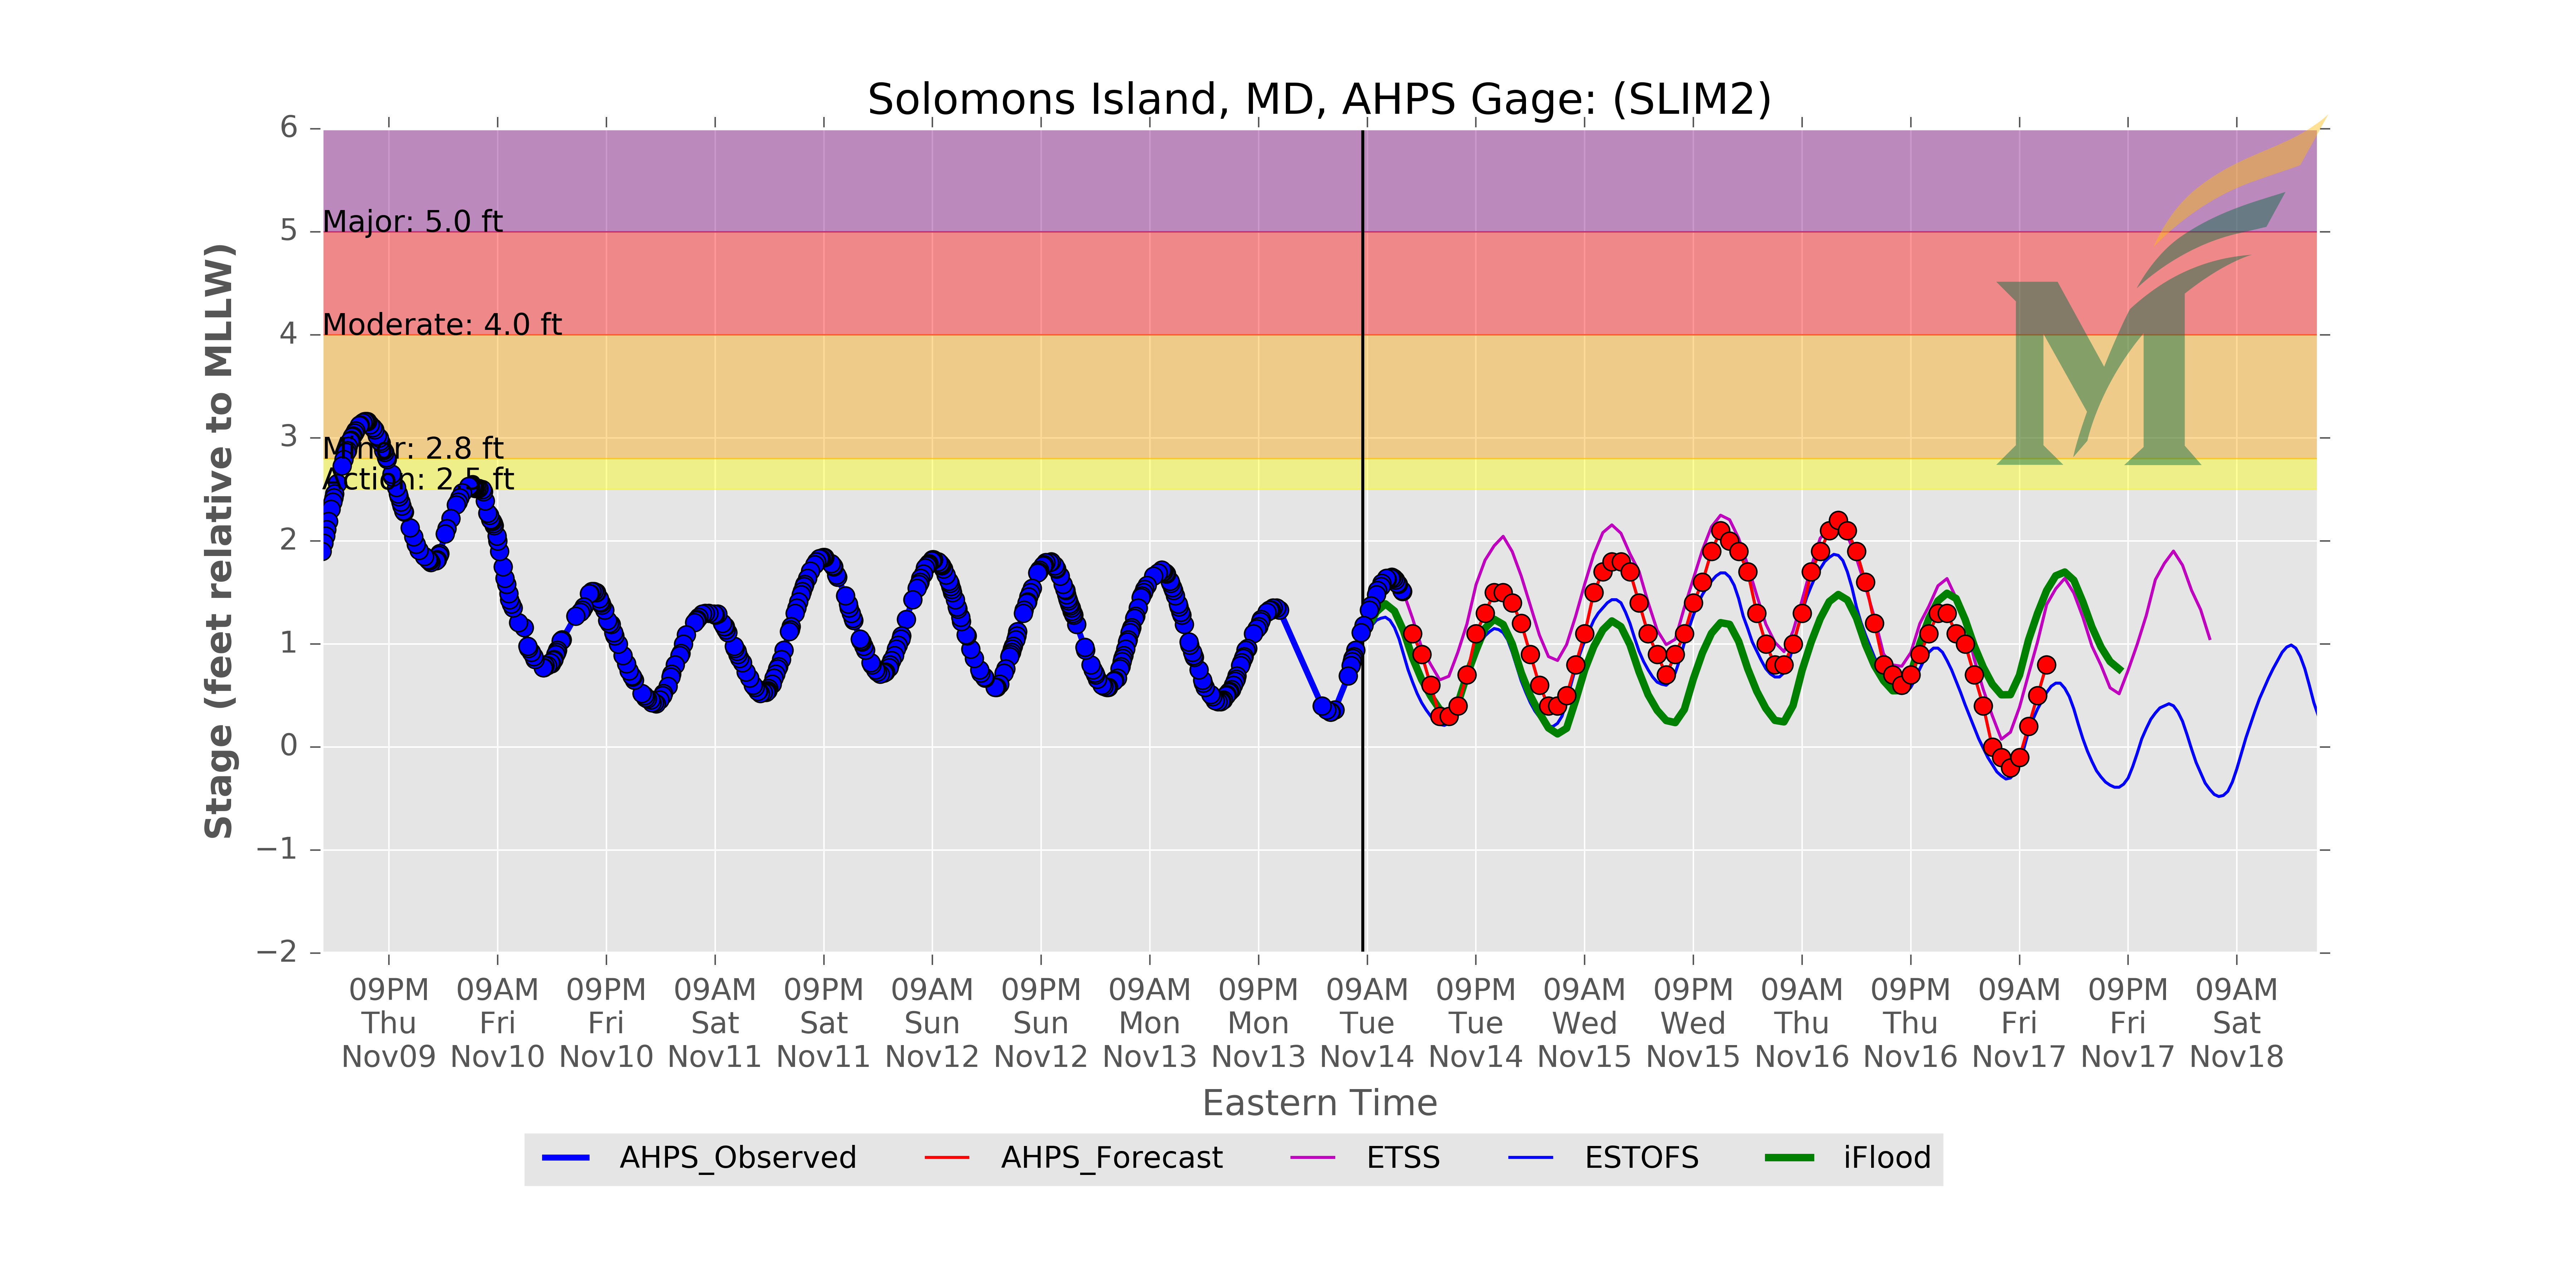 Solomons Island, MD, AHPS Gage: (SLIM2)
Stage (feet relative to MLLW)
6
5
4
3
2
1
0
−1
−2
Major: 5.0 ft
Moderate: 4.0 ft
Minor: 2.8 ft
Action: 2.5 ft
M
09PM 09AM 09PM 09AM 09PM 09AM 09PM 09AM 09PM 09AM 09PM 09AM 09PM 09AM 09PM 09AM 09PM 09AM
Thu Fri Fri Sat Sat Sun Sun Mon Mon Tue Tue Wed Wed Thu Thu Fri Fri Sat
Nov09 Nov10 Nov10 Nov11 Nov11 Nov12 Nov12 Nov13 Nov13 Nov14 Nov14 Nov15 Nov15 Nov16 Nov16 Nov17 Nov17 Nov18
Eastern Time
AHPS_Observed AHPS_Forecast ETSS ESTOFS iFlood